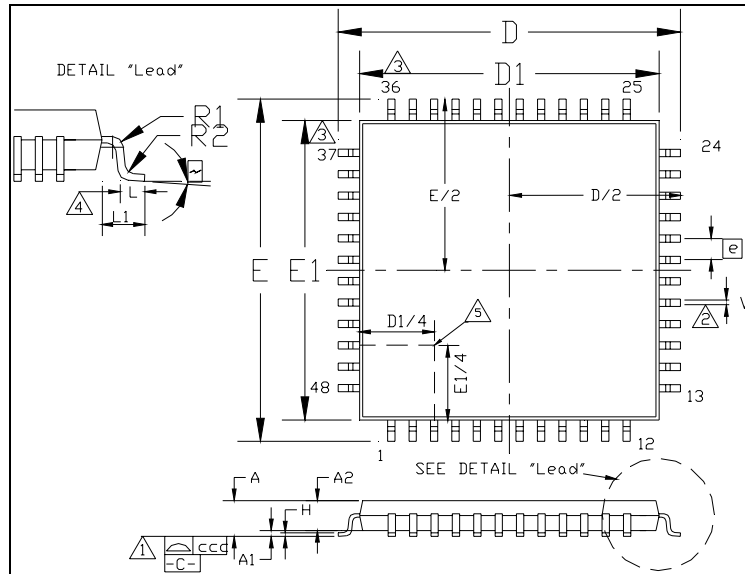 D
DETAIL "Lead"
3
D1
36
25
R1
R2
3
37
24
4
L
L1
E/2
D/2
E
E1
e
2
D1/4
5
E1/4
48
13
1
12
SEE DETAIL "Lead"
A
A2
H
1
ccc
A1
-C-